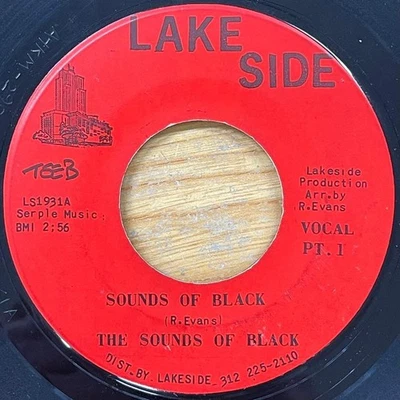 LAKE
SIDE
TEEB
LS1931A
Serple Music
BMI 2:56
Lakeside
Production
Arr.by
R.Evans
VOCAL
PT. I
SOUNDS OF BLACK
(R.Evans)
THE SOUNDS OF BLACK
DIST. BY LAKESIDE 312 225-2110